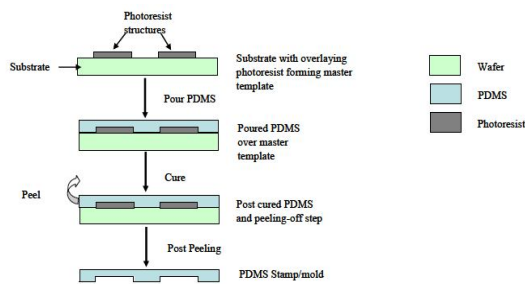 Photoresist
structures
Substrate
Substrate with overlaying
photoresist forming master
template
Wafer
PDMS
Photoresist
Pour PDMS
Poured PDMS
over master
template
Cure
Peel
Post cured PDMS
and peeling-off step
Post Peeling
PDMS Stamp/mold